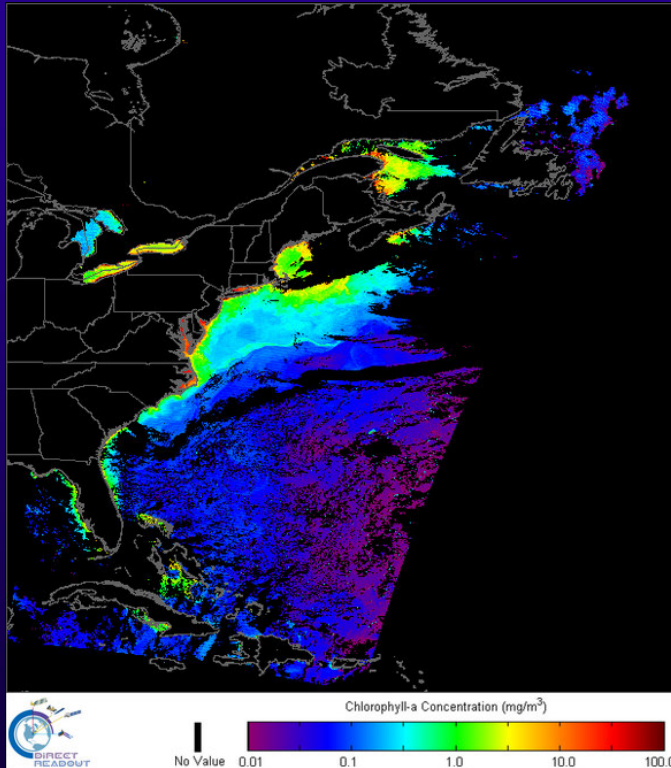 Chlorophyll-a Concentration (mg/m³)
No Value
0.01 0.1 1.0 10.0 100.0
DIRECT
READOUT